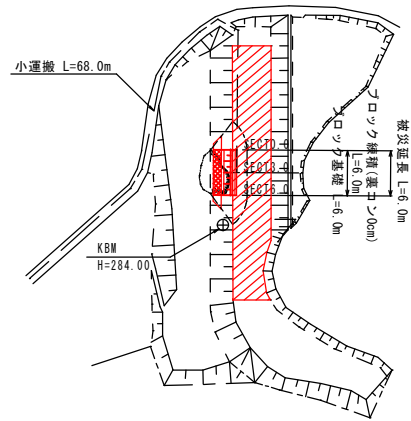 小運搬 L=68.0m
SECT0.0
SECT3.0
SECT6.0
被災延長 L=6.0m
ブロック練積(裏コン0cm)
L=6.0m
ブロック基礎 L=6.0m
KBM
H=284.00